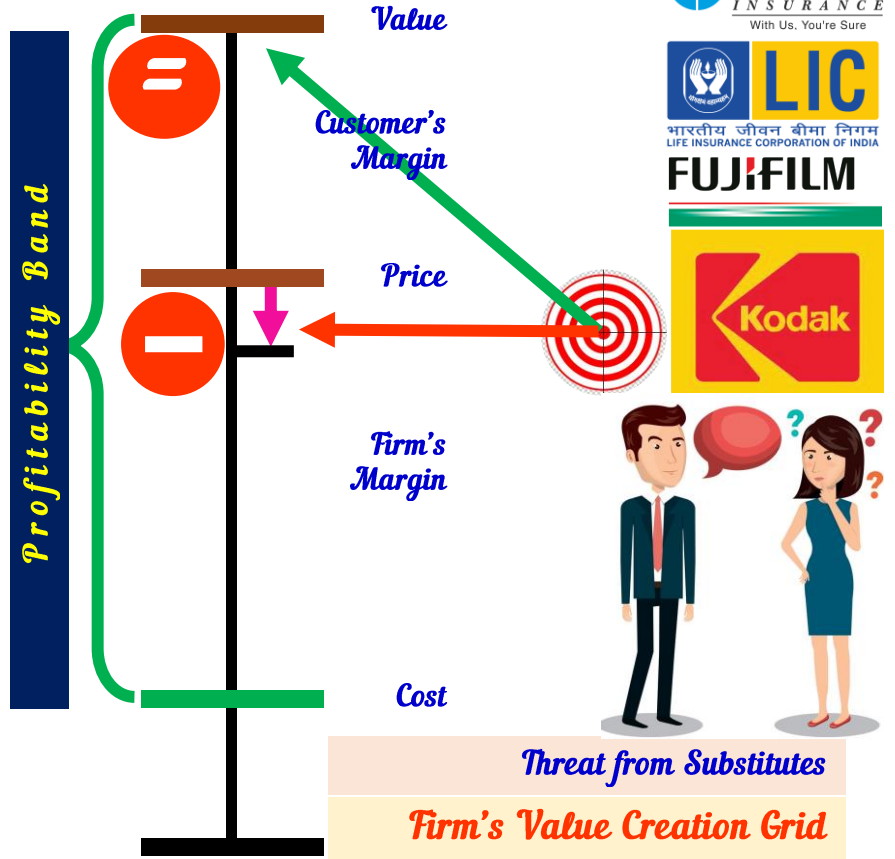 Profitability Band
Value
Customer's
Margin
Price
Firm's
Margin
Cost
INSURANCE
With Us, You're Sure
LIC
भारतीय जीवन बीमा निगम
LIFE INSURANCE CORPORATION OF INDIA
FUJIFILM
Kodak
?
?
?
Threat from Substitutes
Firm's Value Creation Grid